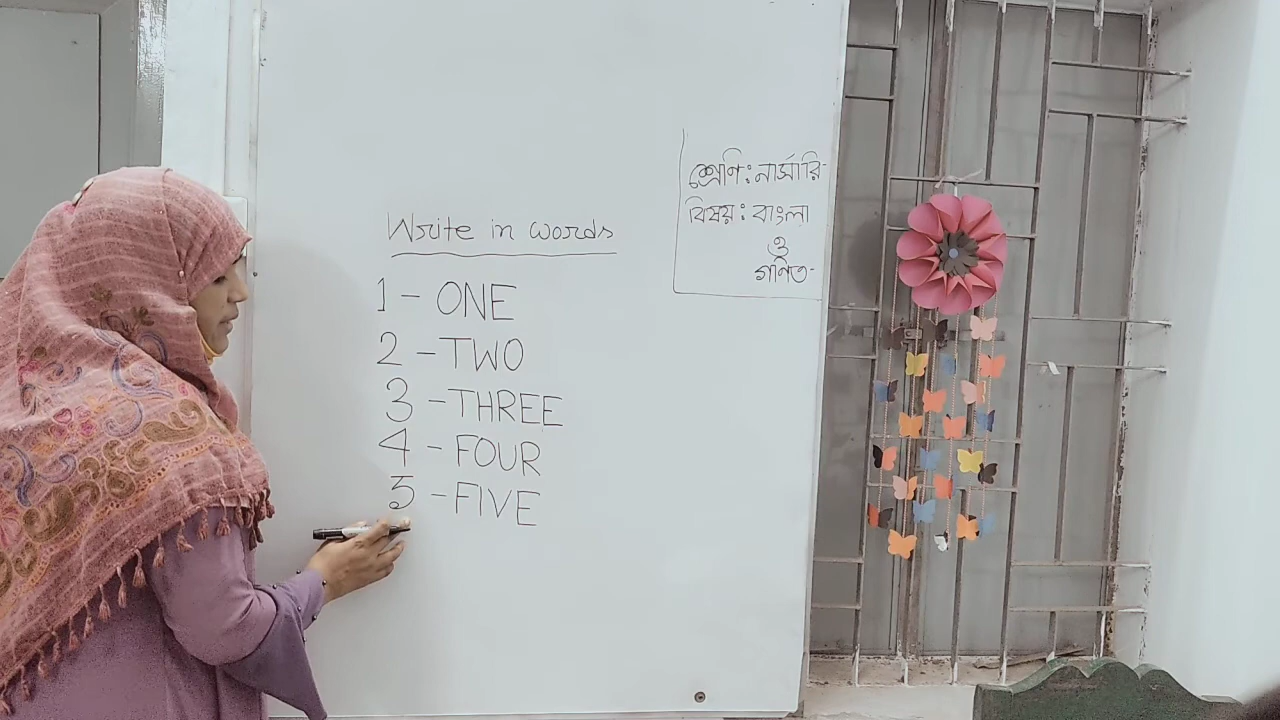 Write in words
1 - ONE
2 - TWO
3 - THREE
4 - FOUR
5 - FIVE
শ্রেণি : নার্সারি
বিষয় : বাংলা
ও
গণিত